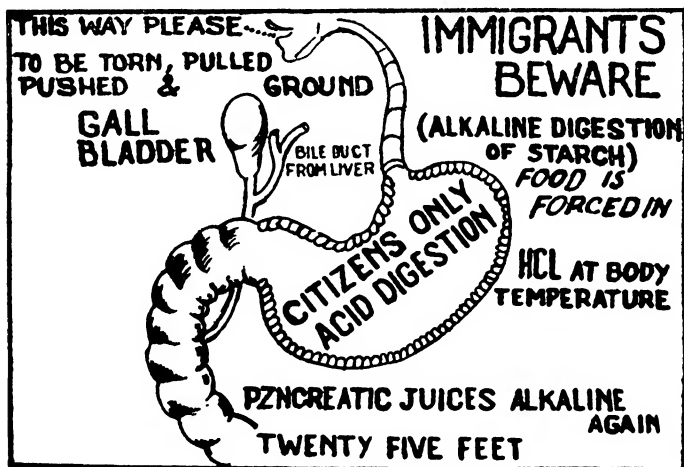 THIS WAY PLEASE....
TO BE TORN, PULLED
PUSHED & GROUND
GALL
BLADDER
BILE DUCT
FROM LIVER
IMMIGRANTS
BEWARE
(ALKALINE DIGESTION
OF STARCH)
FOOD IS
FORCED IN
CITIZENS ONLY
ACID DIGESTION
HCL AT BODY
TEMPERATURE
PZNCREATIC JUICES ALKALINE
AGAIN
TWENTY FIVE FEET